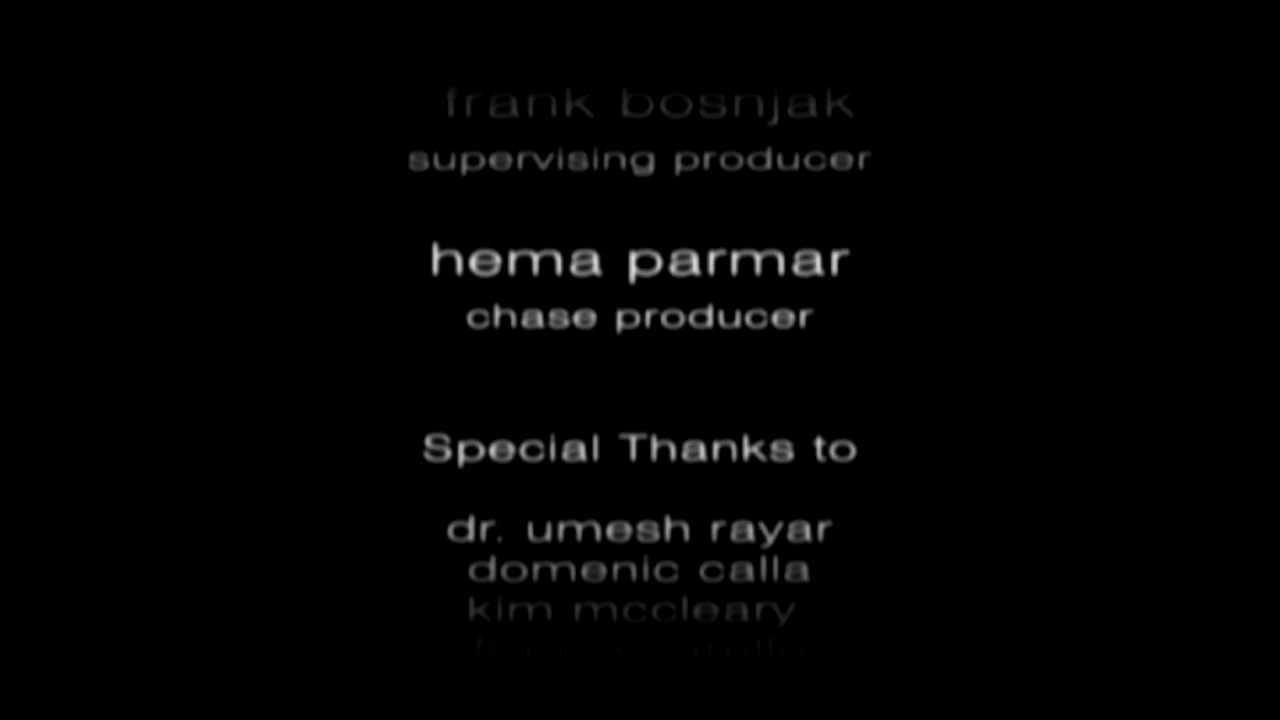 frank bosnjak
supervising producer
hema parmar
chase producer
Special Thanks to
dr. umesh rayar
domenic calla
kim mccleary